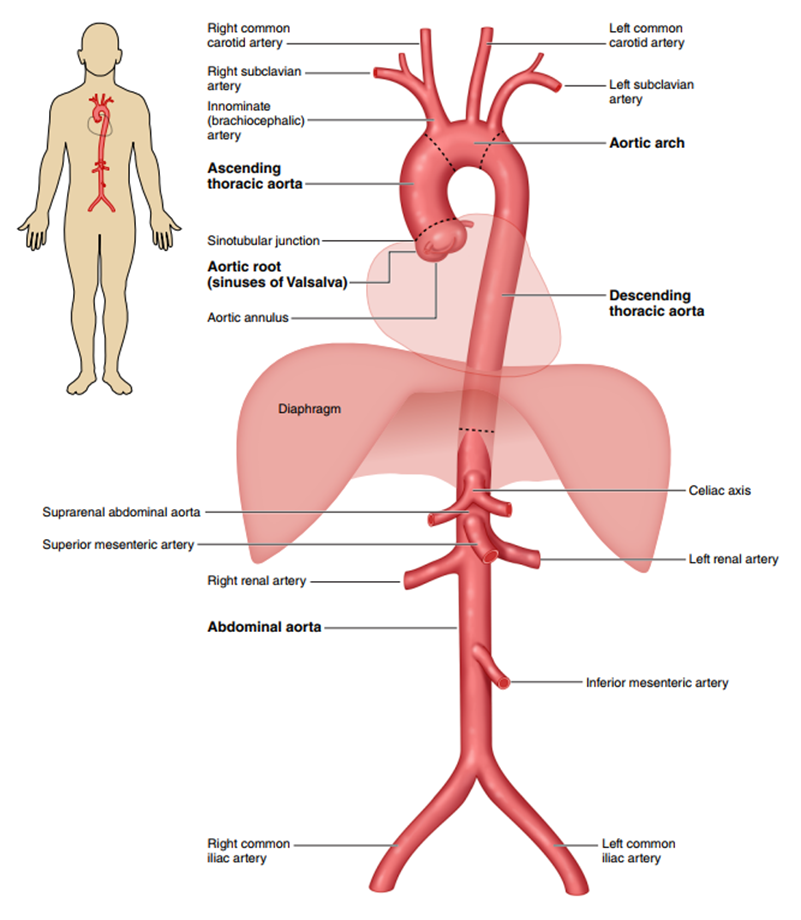 Right common
carotid artery
Left common
carotid artery
Right subclavian
artery
Left subclavian
artery
Innominate
(brachiocephalic)
artery
Aortic arch
Ascending
thoracic aorta
Sinotubular junction
Aortic root
(sinuses of Valsalva)
Aortic annulus
Descending
thoracic aorta
Diaphragm
Celiac axis
Suprarenal abdominal aorta
Superior mesenteric artery
Left renal artery
Right renal artery
Abdominal aorta
Inferior mesenteric artery
Right common
iliac artery
Left common
iliac artery